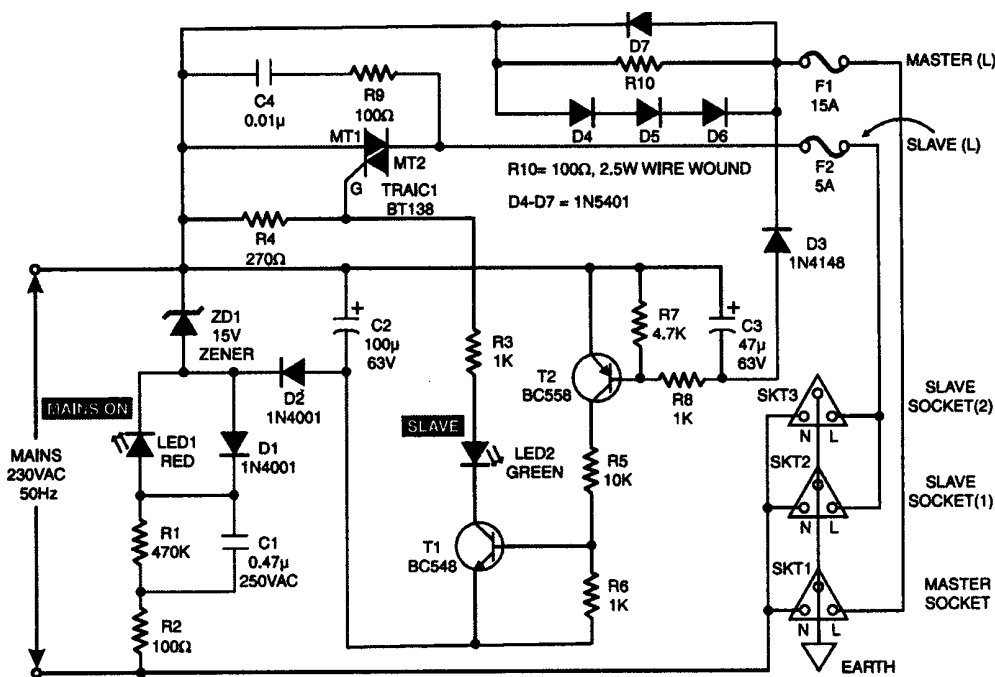 D7
R10
D4
D5
D6
F1
15A
MASTER (L)
C4
0.01µ
R9
100Ω
MT1
MT2
G
TRAIC1
BT138
R10= 100Ω, 2.5W WIRE WOUND
D4-D7 = 1N5401
F2
5A
SLAVE (L)
R4
270Ω
D3
1N4148
ZD1
15V
ZENER
+
C2
100µ
63V
R3
1K
R7
4.7K
+
C3
47µ
63V
D2
1N4001
T2
BC558
R8
1K
MAINS ON
LED1
RED
D1
1N4001
SLAVE
LED2
GREEN
R5
10K
MAINS
230VAC
50Hz
R1
470K
C1
0.47µ
250VAC
T1
BC548
R6
1K
R2
100Ω
SKT3
N L
SLAVE
SOCKET(2)
SKT2
N L
SLAVE
SOCKET(1)
SKT1
N L
MASTER
SOCKET
EARTH